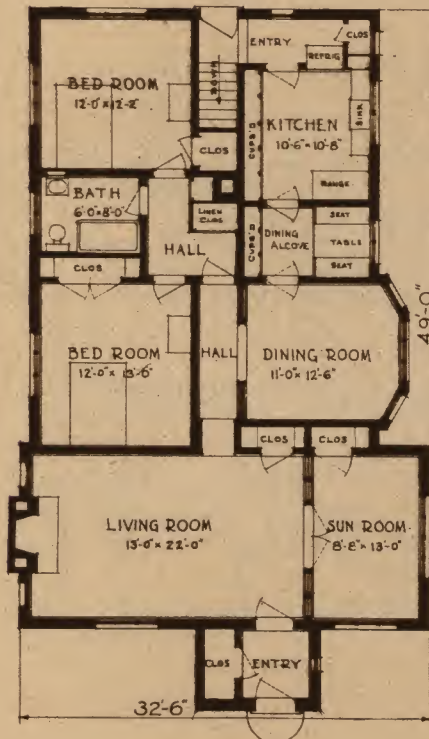 ENTRY
CLOS
REFRIG
DOWN
BED ROOM
12'-0" x 12'-2"
CLOS
CUPB'D
KITCHEN
10'-6" x 10'-8"
SINK
RANGE
BATH
6'-0" x 8'-0"
LINEN
CLOS
HALL
CUPB'D
DINING
ALCOVE
SEAT
TABLE
SEAT
CLOS
BED ROOM
12'-0" x 13'-6"
HALL
DINING ROOM
11'-0" x 12'-6"
49'-0"
CLOS
CLOS
LIVING ROOM
13'-0" x 22'-0"
SUN ROOM
8'-8" x 13'-0"
CLOS
ENTRY
32'-6"